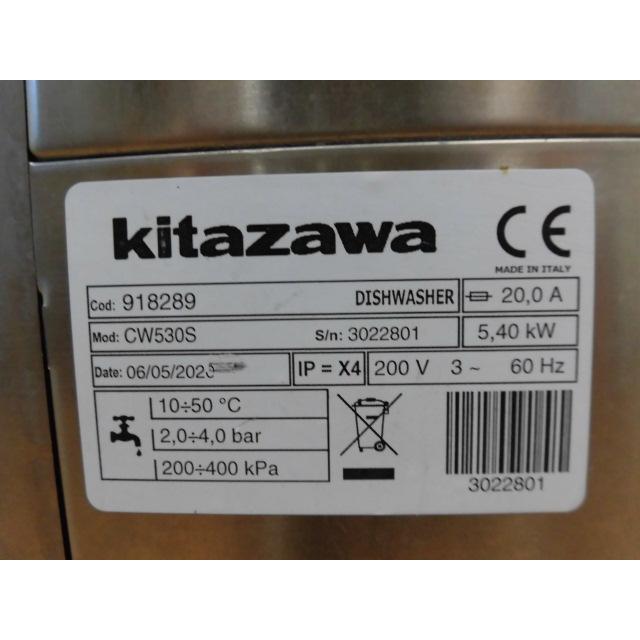 kitazawa
CE
MADE IN ITALY
Cod: 918289 DISHWASHER 20,0 A
Mod: CW530S S/n: 3022801 5,40 kW
Date: IP = X4 200 V 3 ~ 60 Hz
10÷50 °C
2,0÷4,0 bar
200÷400 kPa
3022801